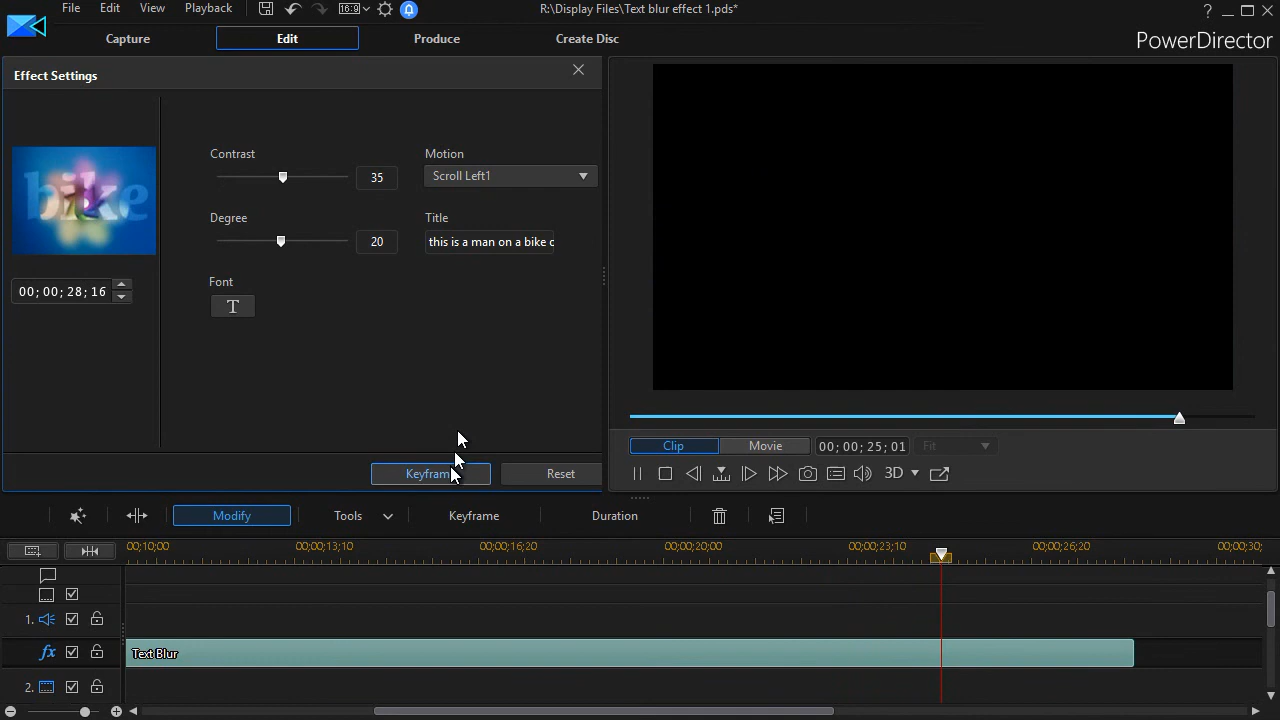 File Edit View Playback 16:9 R:\Display Files\Text blur effect 1.pds* ?
Capture Edit Produce Create Disc PowerDirector
Effect Settings
bike
00; 00; 28; 16
Contrast
35
Degree
20
Font
T
Motion
Scroll Left1
Title
this is a man on a bike c
Keyfram
Reset
Clip Movie 00; 00; 25; 01 Fit
3D
Modify Tools Keyframe Duration
00;10;00 00;00;13;10 00;00;16;20 00;00;20;00 00;00;23;10 00;00;26;20 00;00;30;
1.
fx Text Blur
2.